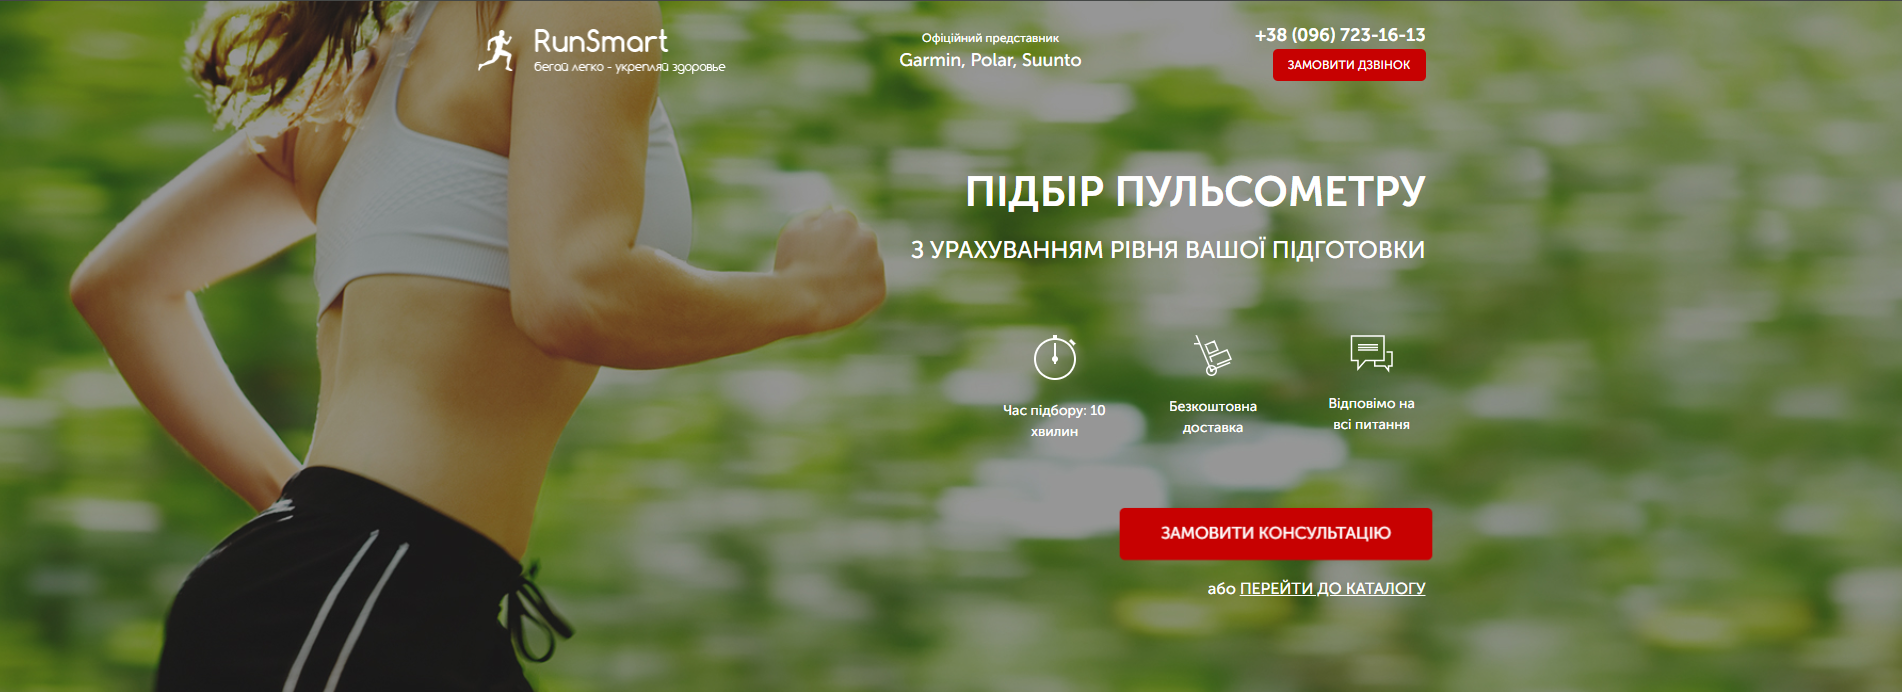 RunSmart
бегай легко - укрепляй здоровье
Офіційний представник
Garmin, Polar, Suunto
+38 (096) 723-16-13
ЗАМОВИТИ ДЗВІНОК
ПІДБІР ПУЛЬСОМЕТРУ
З УРАХУВАННЯМ РІВНЯ ВАШОЇ ПІДГОТОВКИ
Час підбору: 10
хвилин
Безкоштовна
доставка
Відповімо на
всі питання
ЗАМОВИТИ КОНСУЛЬТАЦІЮ
або ПЕРЕЙТИ ДО КАТАЛОГУ